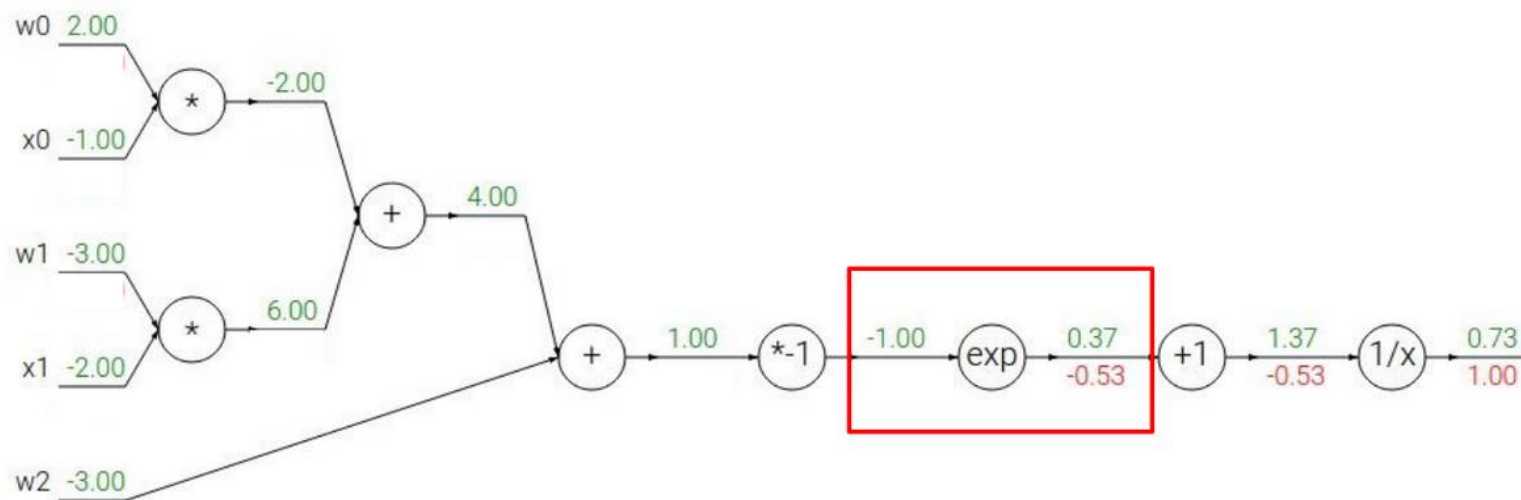 w0 2.00
* -2.00
x0 -1.00
+ 4.00
w1 -3.00
* 6.00
x1 -2.00
+ 1.00 *-1 -1.00 exp 0.37 +1 1.37 1/x 0.73
-0.53 -0.53 1.00
w2 -3.00